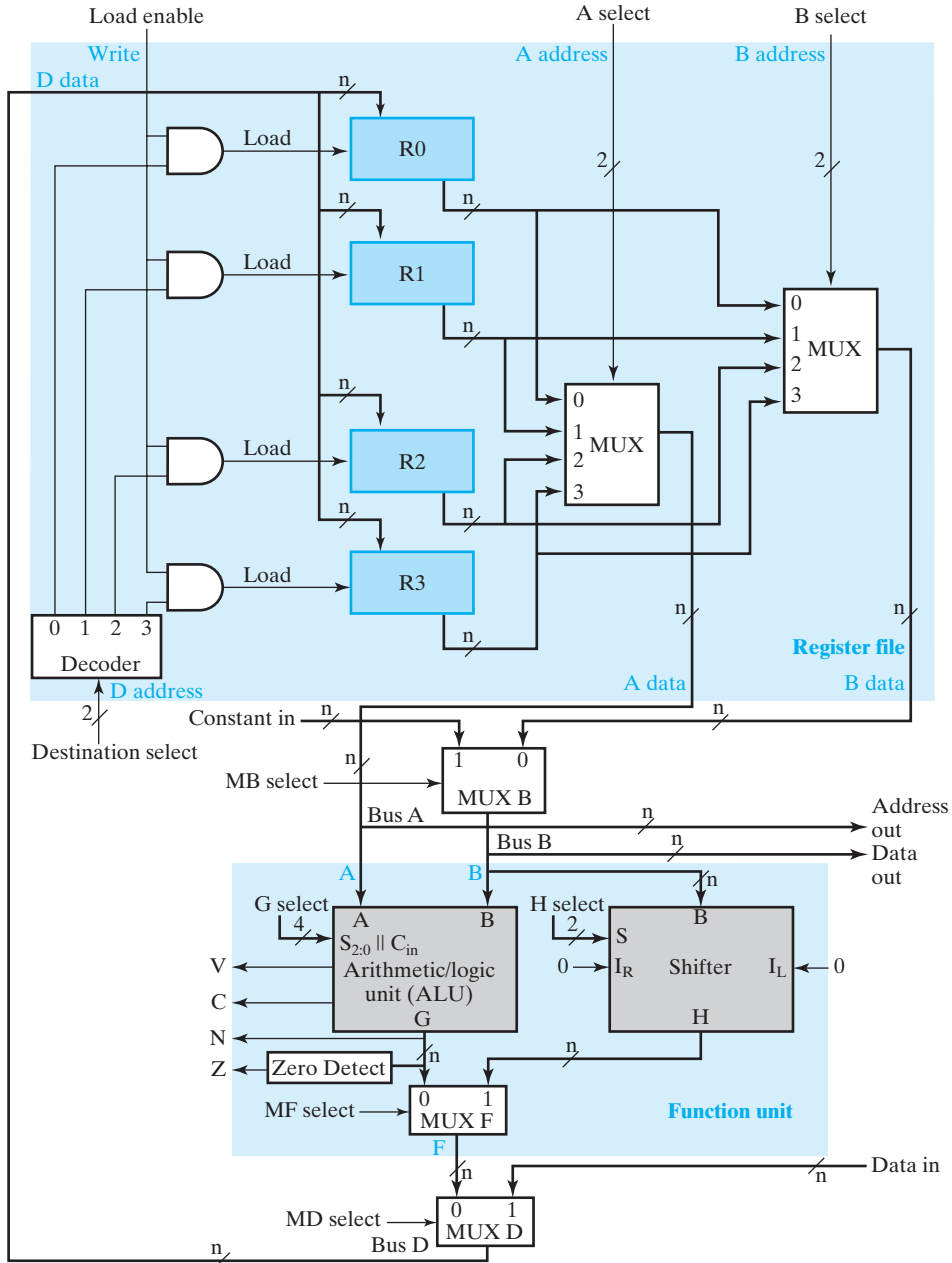 Load enable
A select
B select
Write
A address
B address
D data
n
Load
R0
2
2
n
n
Load
R1
0
n
1
MUX
2
n
0
3
1
MUX
Load
R2
2
3
n
n
Load
R3
0 1 2 3
n
n
n
Decoder
Register file
D address
A data
B data
2
Constant in
n
n
Destination select
n
1 0
MB select
MUX B
Bus A
n
Address
out
Bus B
n
Data
out
A
B
n
G select
H select
4
A
B
2
B
S2:0 || Cin
S
V
Arithmetic/logic
unit (ALU)
0
IR
Shifter
IL
0
C
G
H
N
n
n
Z
Zero Detect
0 1
MF select
MUX F
Function unit
F
n
Data in
n
0 1
MD select
MUX D
Bus D
n